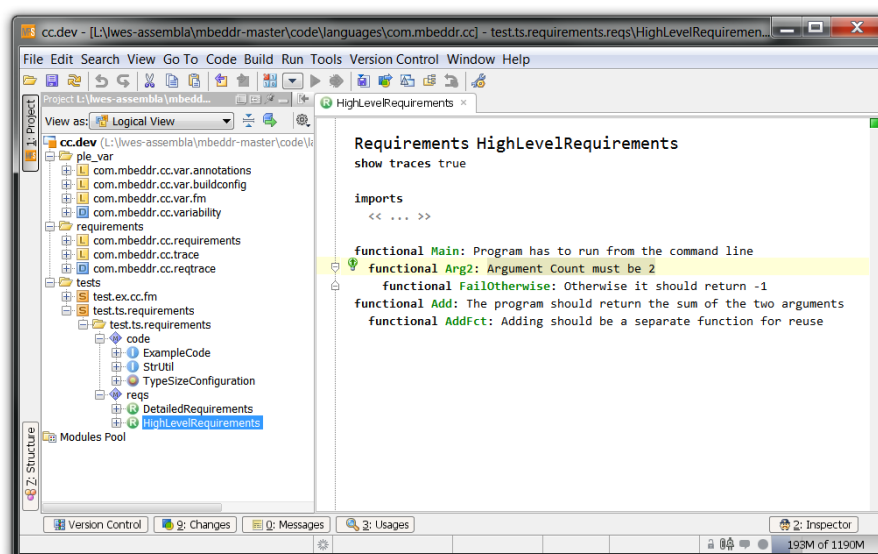 cc.dev - [L:\lwes-assembla\mbeddr-master\code\languages\com.mbeddr.cc] - test.ts.requirements.reqs\HighLevelRequiremen...
File Edit Search View Go To Code Build Run Tools Version Control Window Help
Project L:\lwes-assembla\mbedd...
HighLevelRequirements
1: Project
View as: Logical View
cc.dev (L:\lwes-assembla\mbeddr-master\code\la
ple_var
com.mbeddr.cc.var.annotations
com.mbeddr.cc.var.buildconfig
com.mbeddr.cc.var.fm
com.mbeddr.cc.variability
requirements
com.mbeddr.cc.requirements
com.mbeddr.cc.trace
com.mbeddr.cc.reqtrace
tests
test.ex.cc.fm
test.ts.requirements
test.ts.requirements
code
ExampleCode
StrUtil
TypeSizeConfiguration
reqs
DetailedRequirements
HighLevelRequirements
Modules Pool
Z: Structure
Requirements HighLevelRequirements
show traces true
imports
<< ... >>
functional Main: Program has to run from the command line
functional Arg2: Argument Count must be 2
functional FailOtherwise: Otherwise it should return -1
functional Add: The program should return the sum of the two arguments
functional AddFct: Adding should be a separate function for reuse
Version Control 9: Changes 0: Messages 3: Usages 2: Inspector
193M of 1190M